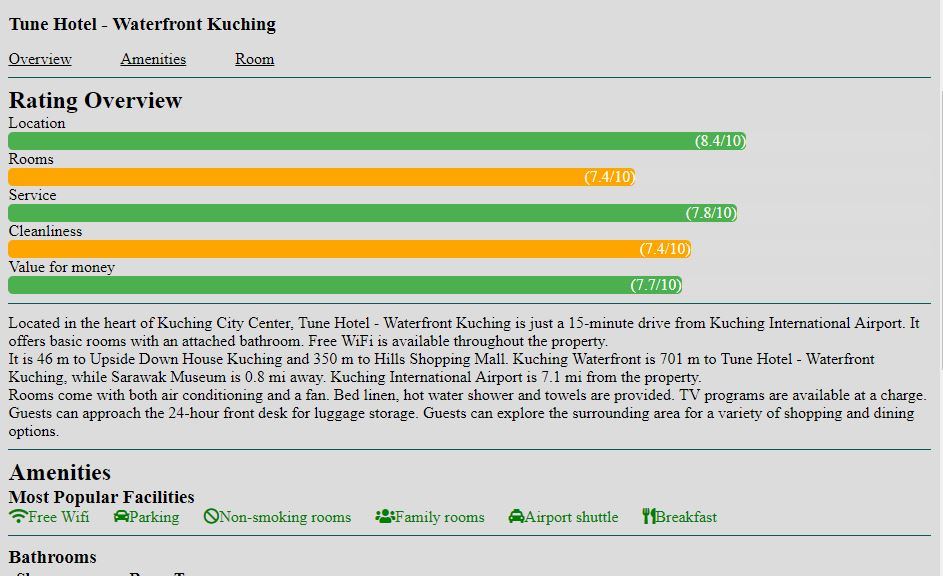 Tune Hotel - Waterfront Kuching
Overview Amenities Room
Rating Overview
Location
(8.4/10)
Rooms
(7.4/10)
Service
(7.8/10)
Cleanliness
(7.4/10)
Value for money
(7.7/10)
Located in the heart of Kuching City Center, Tune Hotel - Waterfront Kuching is just a 15-minute drive from Kuching International Airport. It
offers basic rooms with an attached bathroom. Free WiFi is available throughout the property.
It is 46 m to Upside Down House Kuching and 350 m to Hills Shopping Mall. Kuching Waterfront is 701 m to Tune Hotel - Waterfront
Kuching, while Sarawak Museum is 0.8 mi away. Kuching International Airport is 7.1 mi from the property.
Rooms come with both air conditioning and a fan. Bed linen, hot water shower and towels are provided. TV programs are available at a charge.
Guests can approach the 24-hour front desk for luggage storage. Guests can explore the surrounding area for a variety of shopping and dining
options.
Amenities
Most Popular Facilities
Free Wifi Parking Non-smoking rooms Family rooms Airport shuttle Breakfast
Bathrooms